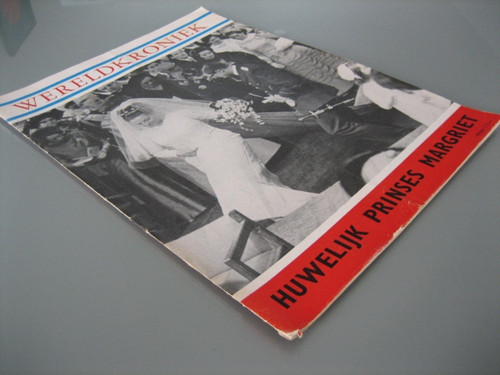 WERELDKRONIEK
HUWELIJK PRINSES MARGRIET